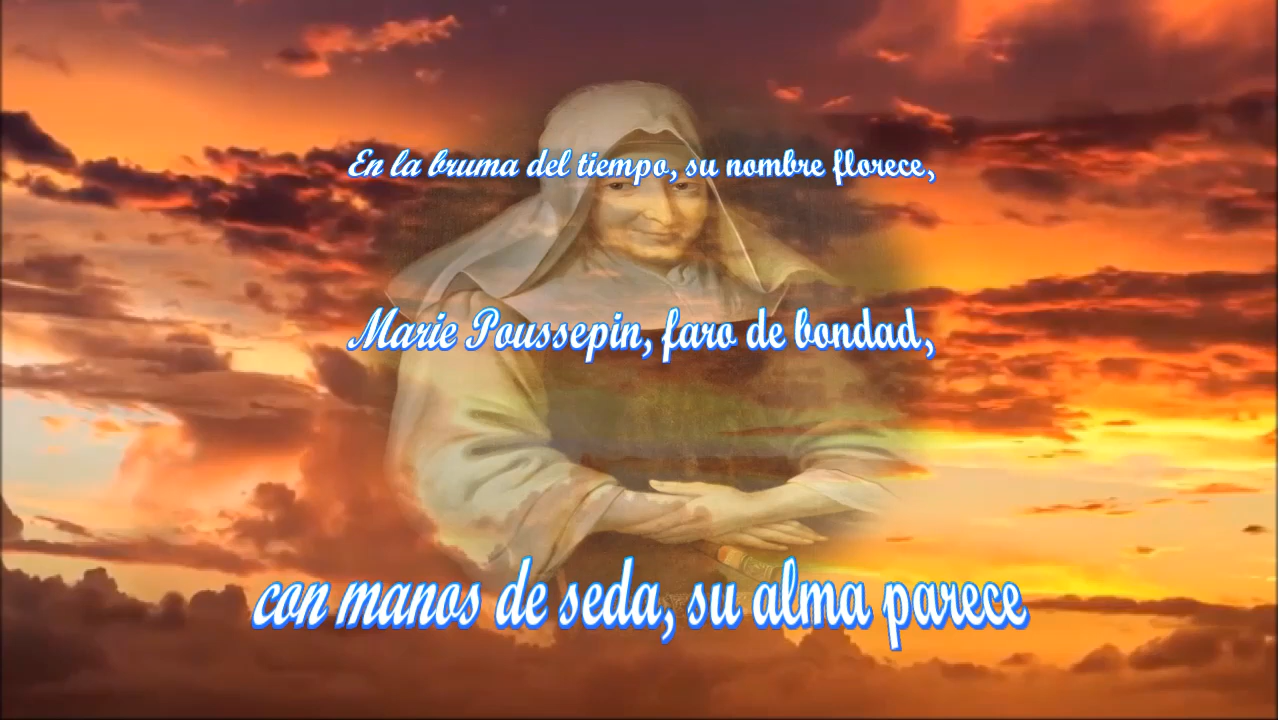 En la bruma del tiempo, su nombre florece,
Marie Poussepin, faro de bondad,
con manos de seda, su alma parece